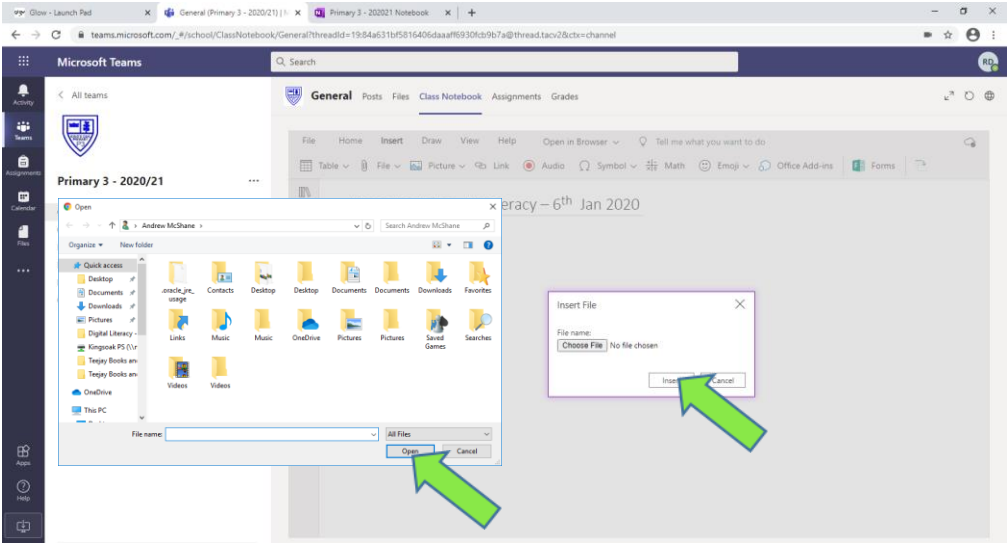 Glow - Launch Pad
General (Primary 3 - 2020/21) |
Primary 3 - 202021 Notebook
teams.microsoft.com/_#/school/ClassNotebook/General?threadId=19:84a631bf5816406daaaff6930fcb9b7a@thread.tacv2&ctx=channel
Microsoft Teams
Search
RD
Activity
Teams
Assignments
Calendar
Files
Apps
Help
All teams
Primary 3 - 2020/21
General Posts Files Class Notebook Assignments Grades
File Home Insert Draw View Help Open in Browser Tell me what you want to do
Table File Picture Link Audio Symbol Math Emoji Office Add-ins Forms
eracy – 6th Jan 2020
Open
Andrew McShane
Search Andrew McShane
Organize New folder
Quick access
Desktop
Documents
Downloads
Pictures
Digital Literacy -
Kingsoak PS (\\r
Teejay Books an
Teejay Books an
OneDrive
This PC
.oracle_jre_usage Contacts Desktop Desktop Documents Documents Downloads Favorites
Links Music Music OneDrive Pictures Pictures Saved Games Searches
Videos Videos
File name:
All Files
Open Cancel
Insert File
File name:
Choose File No file chosen
Inse Cancel